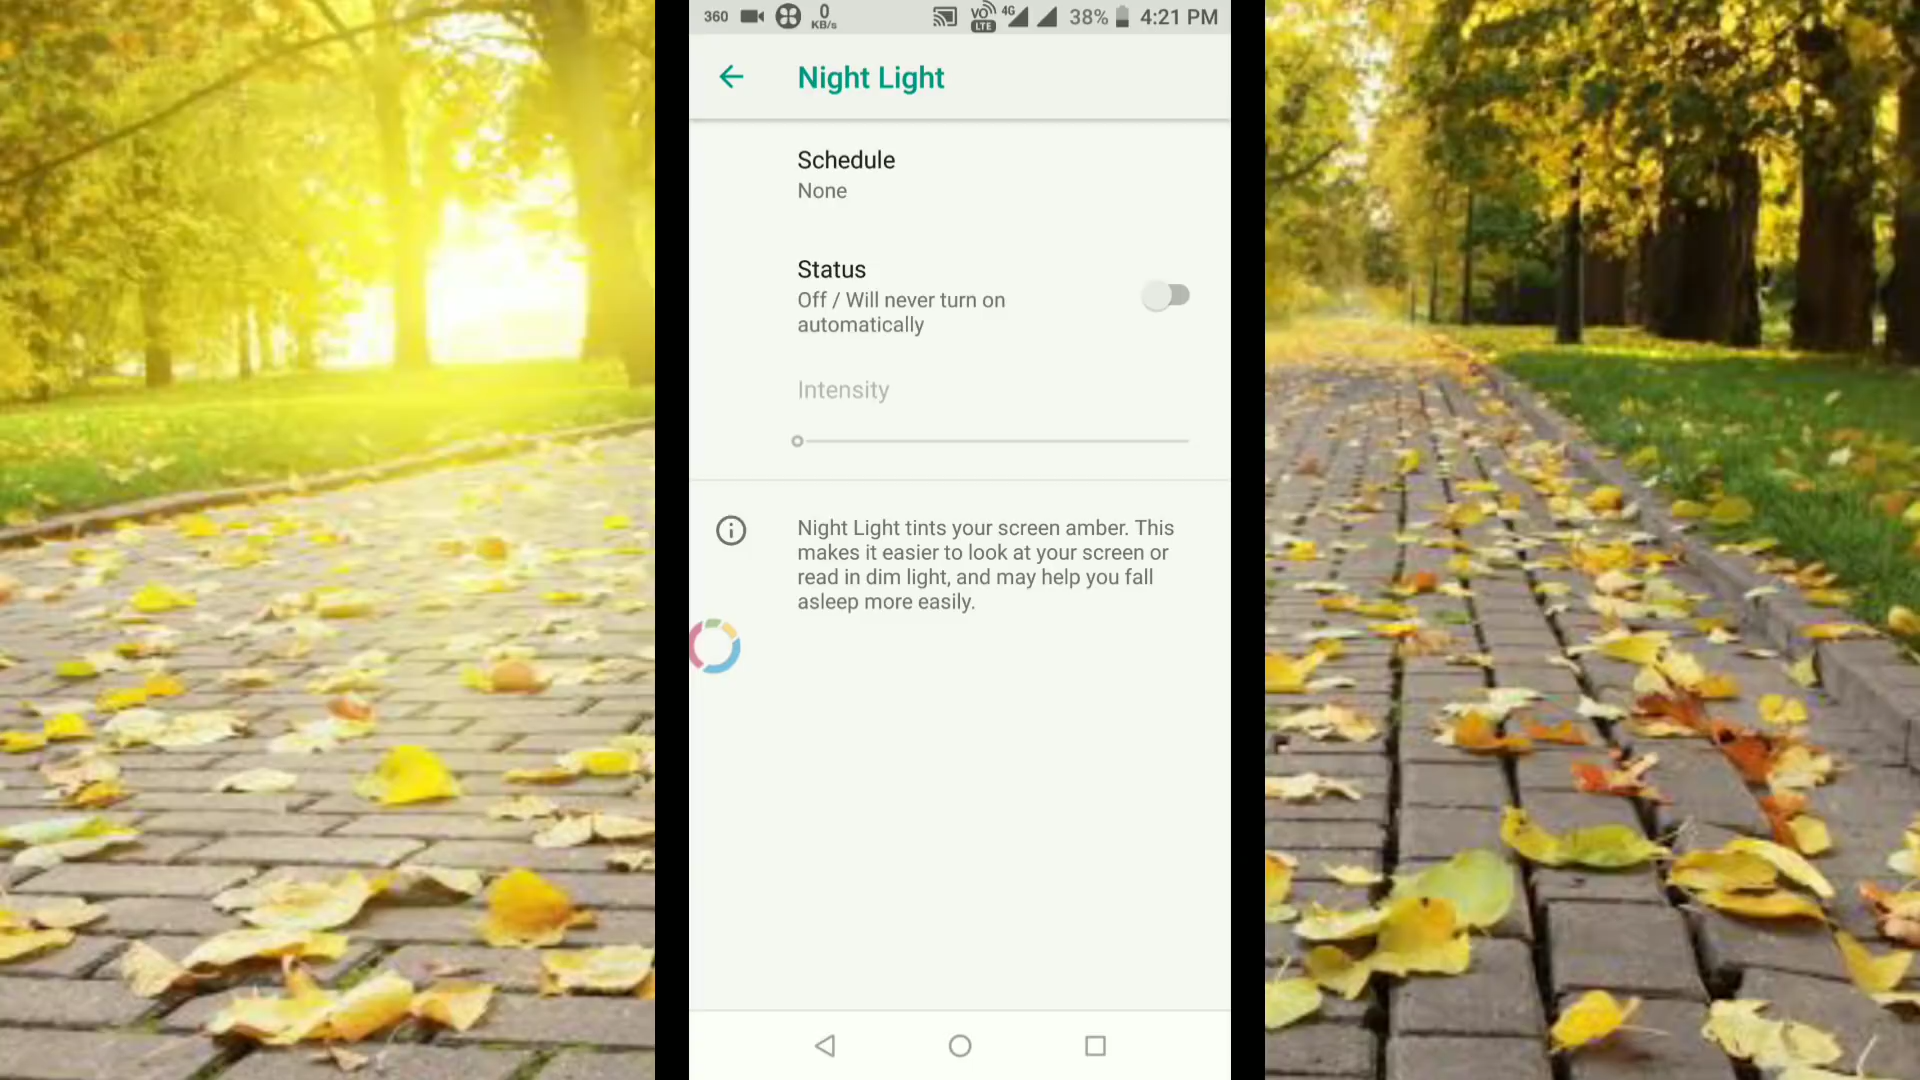 360 0 KB/s VO LTE 4G 38% 4:21 PM
Night Light
Schedule
None
Status
Off / Will never turn on
automatically
Intensity
Night Light tints your screen amber. This
makes it easier to look at your screen or
read in dim light, and may help you fall
asleep more easily.